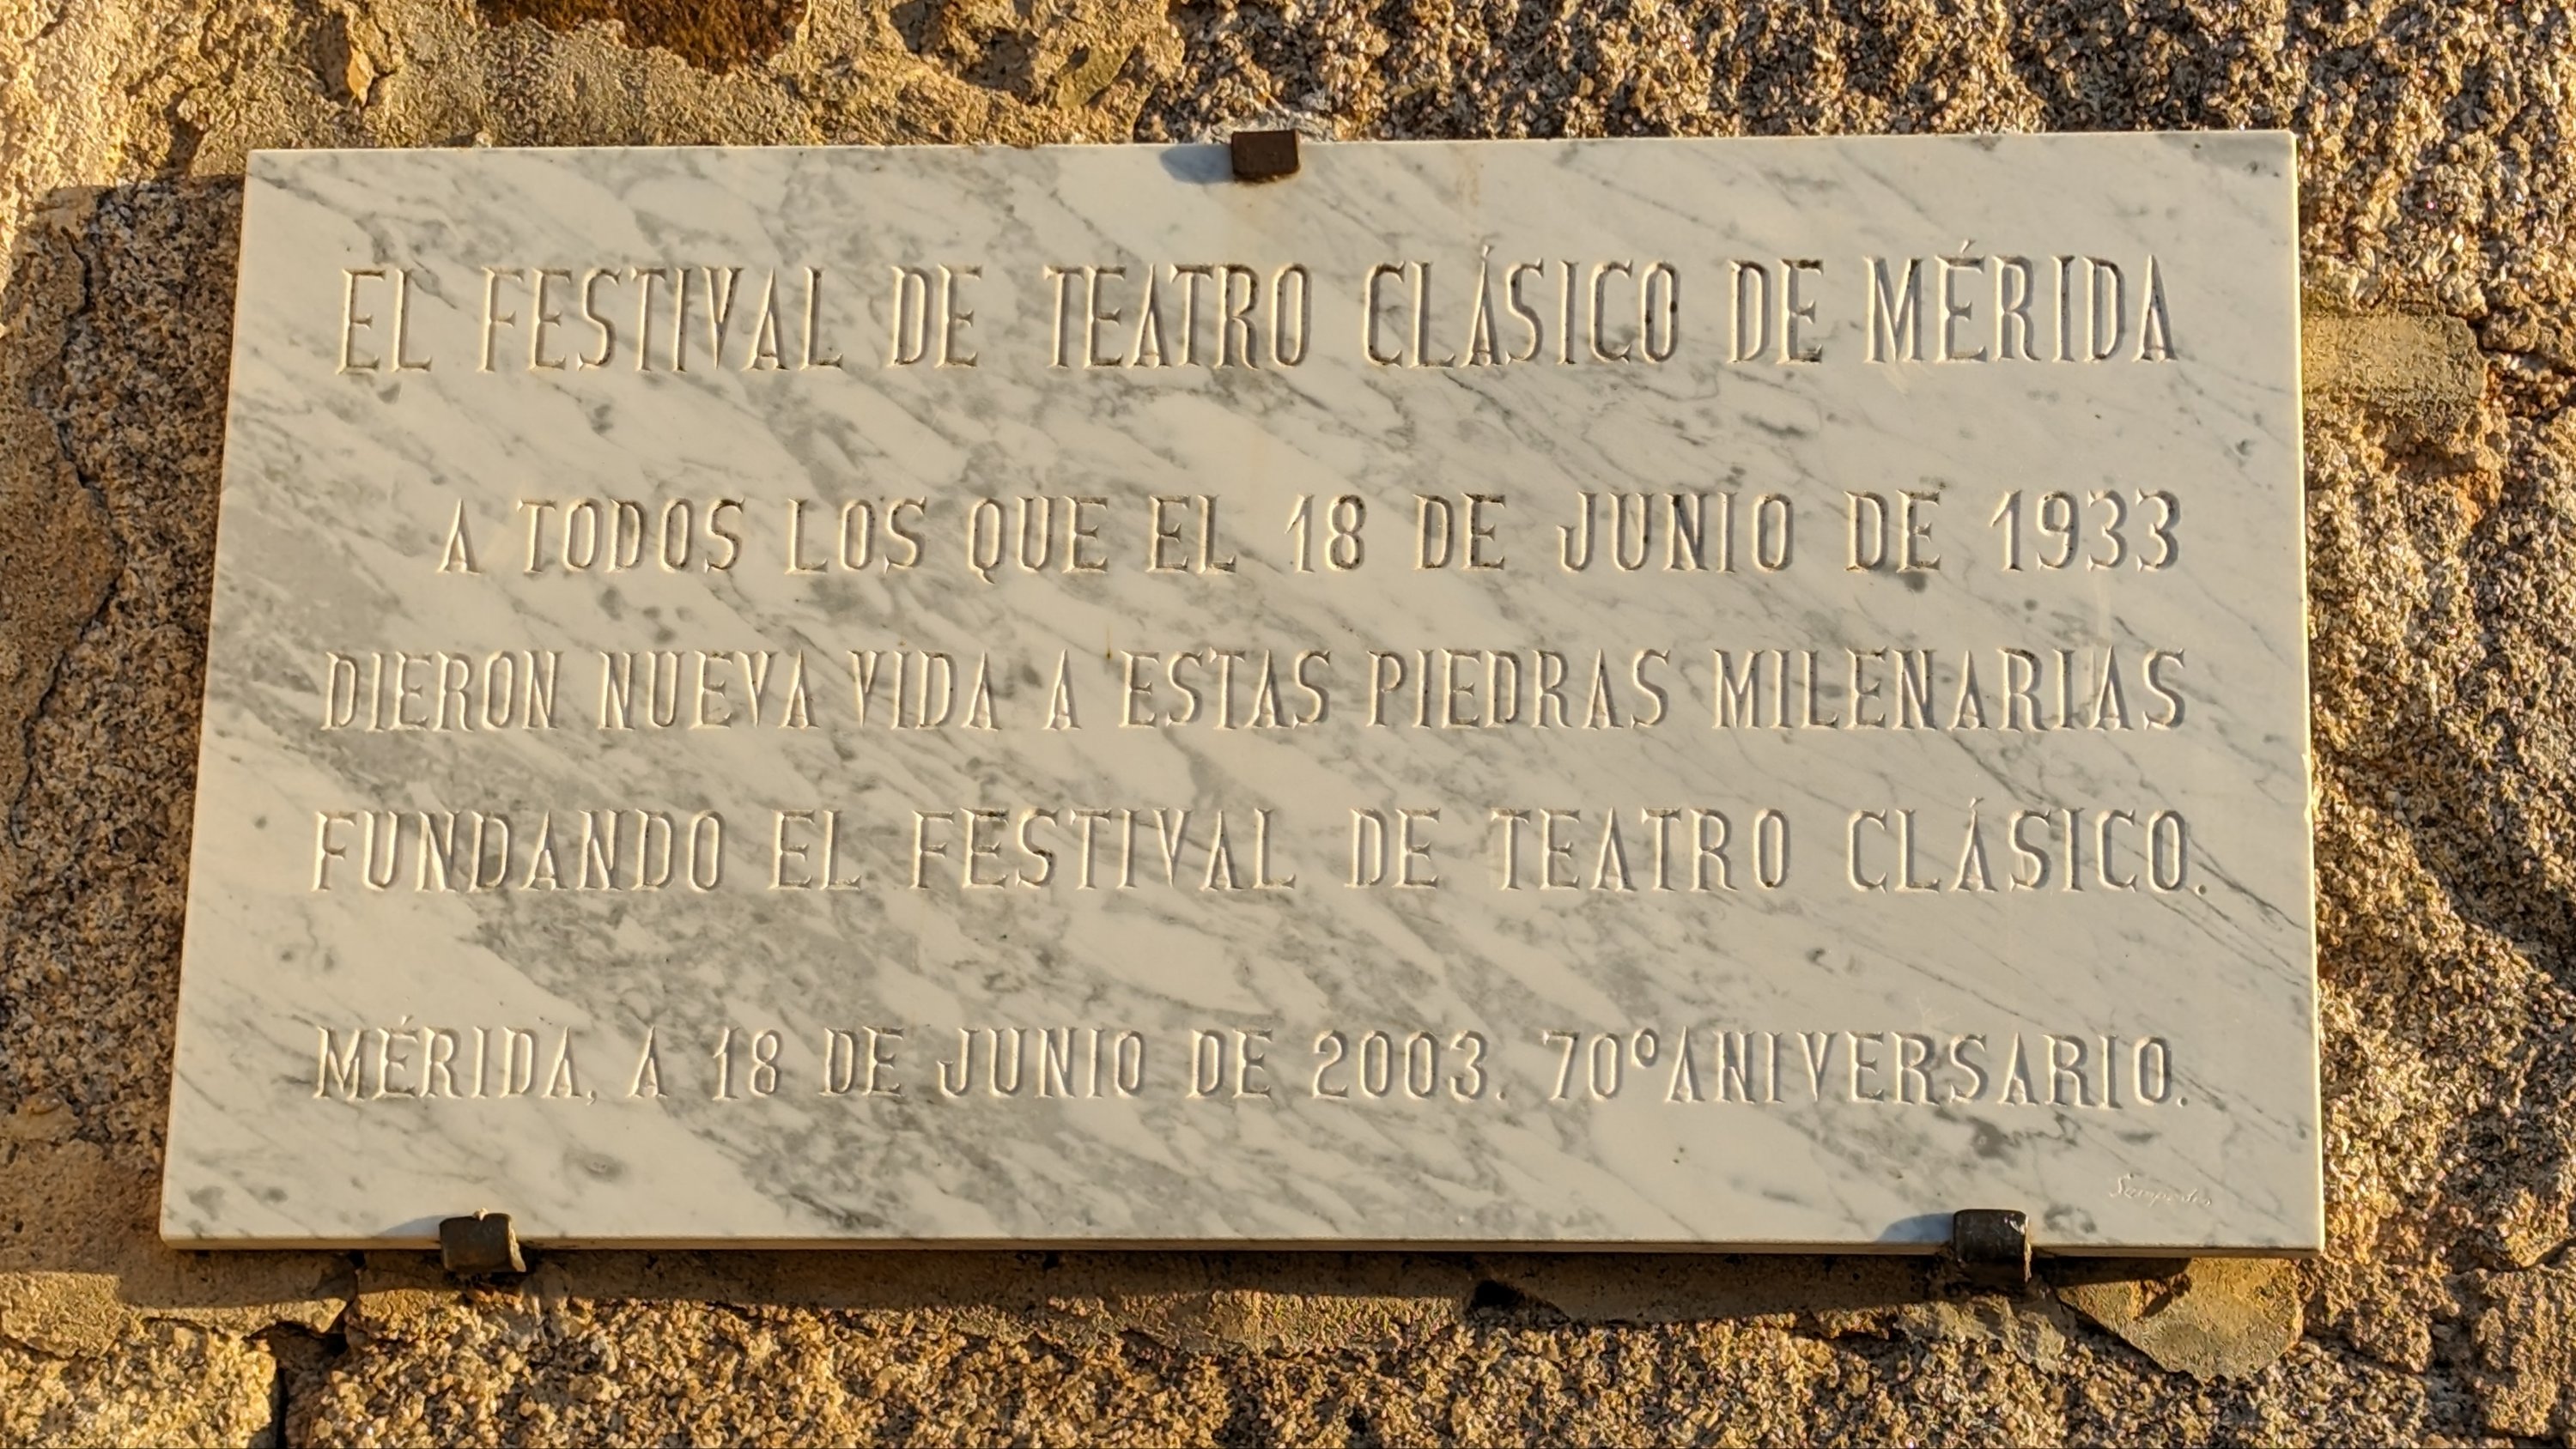 EL FESTIVAL DE TEATRO CLÁSICO DE MÉRIDA
A TODOS LOS QUE EL 18 DE JUNIO DE 1933
DIERON NUEVA VIDA A ESTAS PIEDRAS MILENARIAS
FUNDANDO EL FESTIVAL DE TEATRO CLÁSICO.
MÉRIDA, A 18 DE JUNIO DE 2003. 70º ANIVERSARIO.